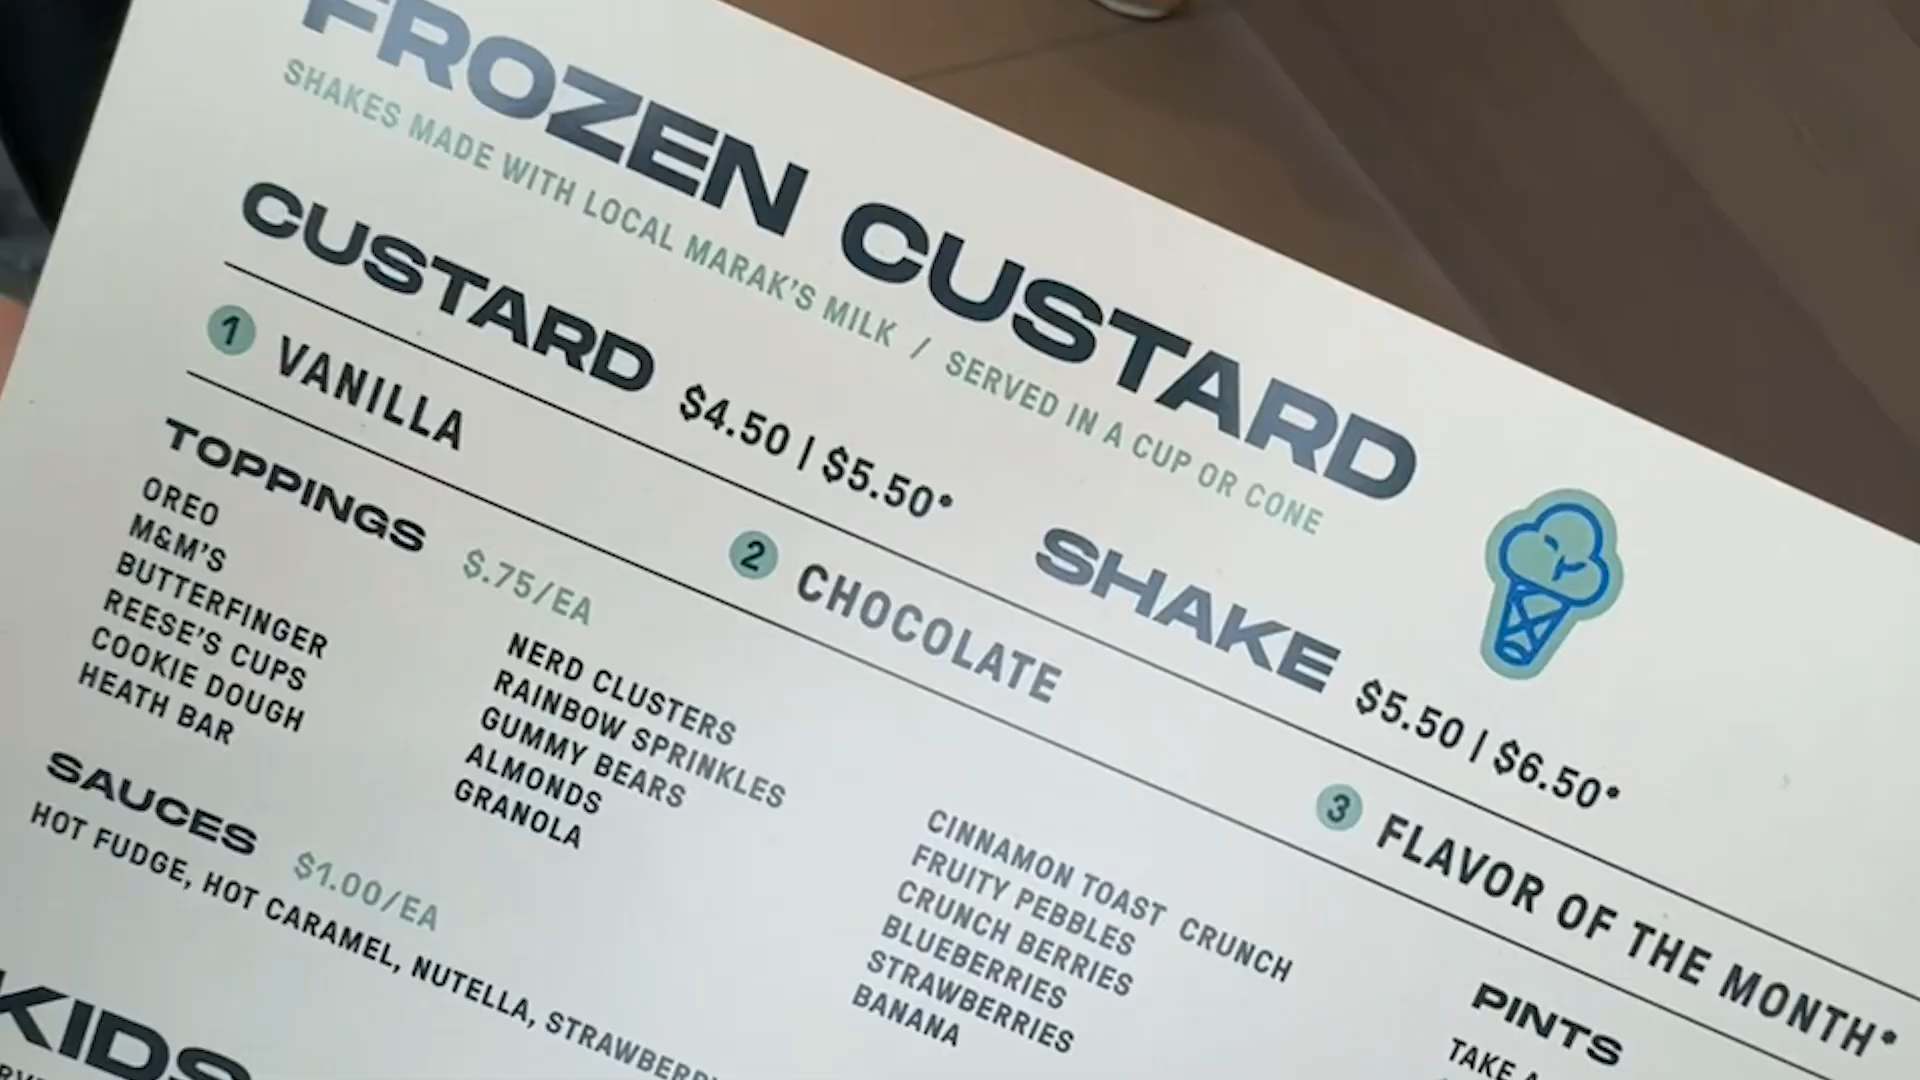 FROZEN CUSTARD
SHAKES MADE WITH LOCAL MARAK'S MILK / SERVED IN A CUP OR CONE
CUSTARD $4.50 | $5.50*
SHAKE $5.50 | $6.50*
1 VANILLA
2 CHOCOLATE
3 FLAVOR OF THE MONTH*
TOPPINGS $.75/EA
OREO
M&M'S
BUTTERFINGER
REESE'S CUPS
COOKIE DOUGH
HEATH BAR
NERD CLUSTERS
RAINBOW SPRINKLES
GUMMY BEARS
ALMONDS
GRANOLA
CINNAMON TOAST CRUNCH
FRUITY PEBBLES
CRUNCH BERRIES
BLUEBERRIES
STRAWBERRIES
BANANA
SAUCES $1.00/EA
HOT FUDGE, HOT CARAMEL, NUTELLA, STRAWBERR
PINTS
TAKE A
KIDS